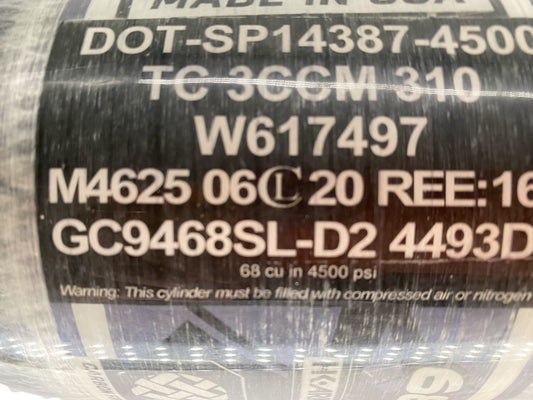 MADE IN USA
DOT-SP14387-4500
TC 3CCM 310
W617497
M4625 06 CL 20 REE:16
GC9468SL-D2 4493D
68 cu in 4500 psi
Warning: This cylinder must be filled with compressed air or nitrogen